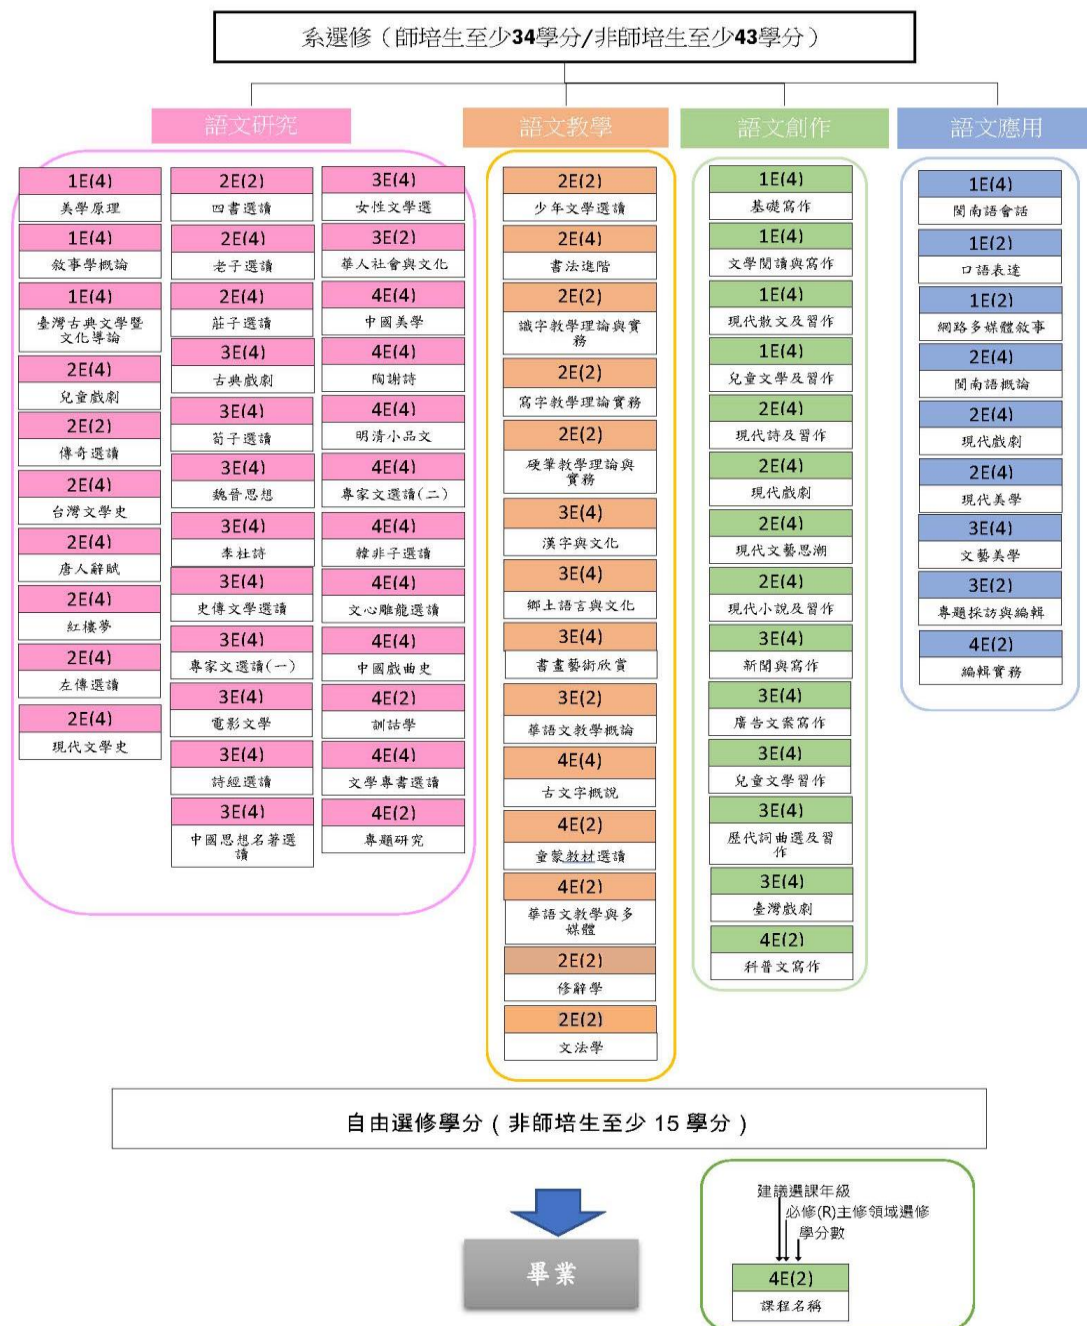 系選修（師培生至少34學分/非師培生至少43學分）
語文研究
語文教學
語文創作
語文應用
1E(4)
美學原理
1E(4)
敘事學概論
1E(4)
臺灣古典文學暨
文化導論
2E(4)
兒童戲劇
2E(2)
傳奇選讀
2E(4)
台灣文學史
2E(4)
唐人辭賦
2E(4)
紅樓夢
2E(4)
左傳選讀
2E(4)
現代文學史
2E(2)
四書選讀
2E(4)
老子選讀
2E(4)
莊子選讀
3E(4)
古典戲劇
3E(4)
荀子選讀
3E(4)
魏晉思想
3E(4)
李杜詩
3E(4)
史傳文學選讀
3E(4)
專家文選讀(一)
3E(4)
電影文學
3E(4)
詩經選讀
3E(4)
中國思想名著選
讀
3E(4)
女性文學選
3E(2)
華人社會與文化
4E(4)
中國美學
4E(4)
陶謝詩
4E(4)
明清小品文
4E(4)
專家文選讀(二)
4E(4)
韓非子選讀
4E(4)
文心雕龍選讀
4E(4)
中國戲曲史
4E(2)
訓詁學
4E(4)
文學專書選讀
4E(2)
專題研究
2E(2)
少年文學選讀
2E(4)
書法進階
2E(2)
識字教學理論與實
務
2E(2)
寫字教學理論實務
2E(2)
硬筆教學理論與
實務
3E(4)
漢字與文化
3E(4)
鄉土語言與文化
3E(4)
書畫藝術欣賞
3E(2)
華語文教學概論
4E(4)
古文字概說
4E(2)
童蒙教材選讀
4E(2)
華語文教學與多
媒體
2E(2)
修辭學
2E(2)
文法學
1E(4)
基礎寫作
1E(4)
文學閱讀與寫作
1E(4)
現代散文及習作
1E(4)
兒童文學及習作
2E(4)
現代詩及習作
2E(4)
現代戲劇
2E(4)
現代文藝思潮
2E(4)
現代小說及習作
3E(4)
新聞與寫作
3E(4)
廣告文案寫作
3E(4)
兒童文學習作
3E(4)
歷代詞曲選及習
作
3E(4)
臺灣戲劇
4E(2)
科普文寫作
1E(4)
閩南語會話
1E(2)
口語表達
1E(2)
網路多媒體敘事
2E(4)
閩南語概論
2E(4)
現代戲劇
2E(4)
現代美學
3E(4)
文藝美學
3E(2)
專題採訪與編輯
4E(2)
編輯實務
自由選修學分（非師培生至少 15 學分）
畢業
建議選課年級
必修(R)主修領域選修
學分數
4E(2)
課程名稱